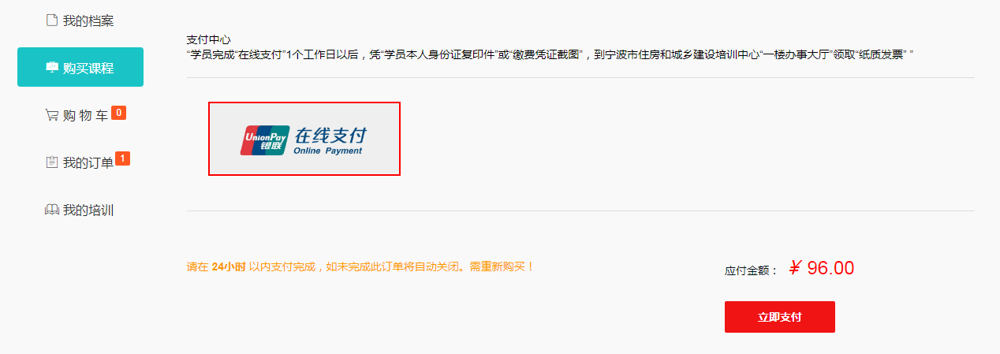 我的档案
购买课程
购 物 车 0
我的订单 1
我的培训
支付中心
“学员完成“在线支付”1个工作日以后，凭“学员本人身份证复印件”或“缴费凭证截图”，到宁波市住房和城乡建设培训中心“一楼办事大厅”领取“纸质发票” ”
UnionPay
银联
在线支付
Online Payment
请在 24小时 以内支付完成，如未完成此订单将自动关闭。需重新购买！
应付金额： ¥ 96.00
立即支付